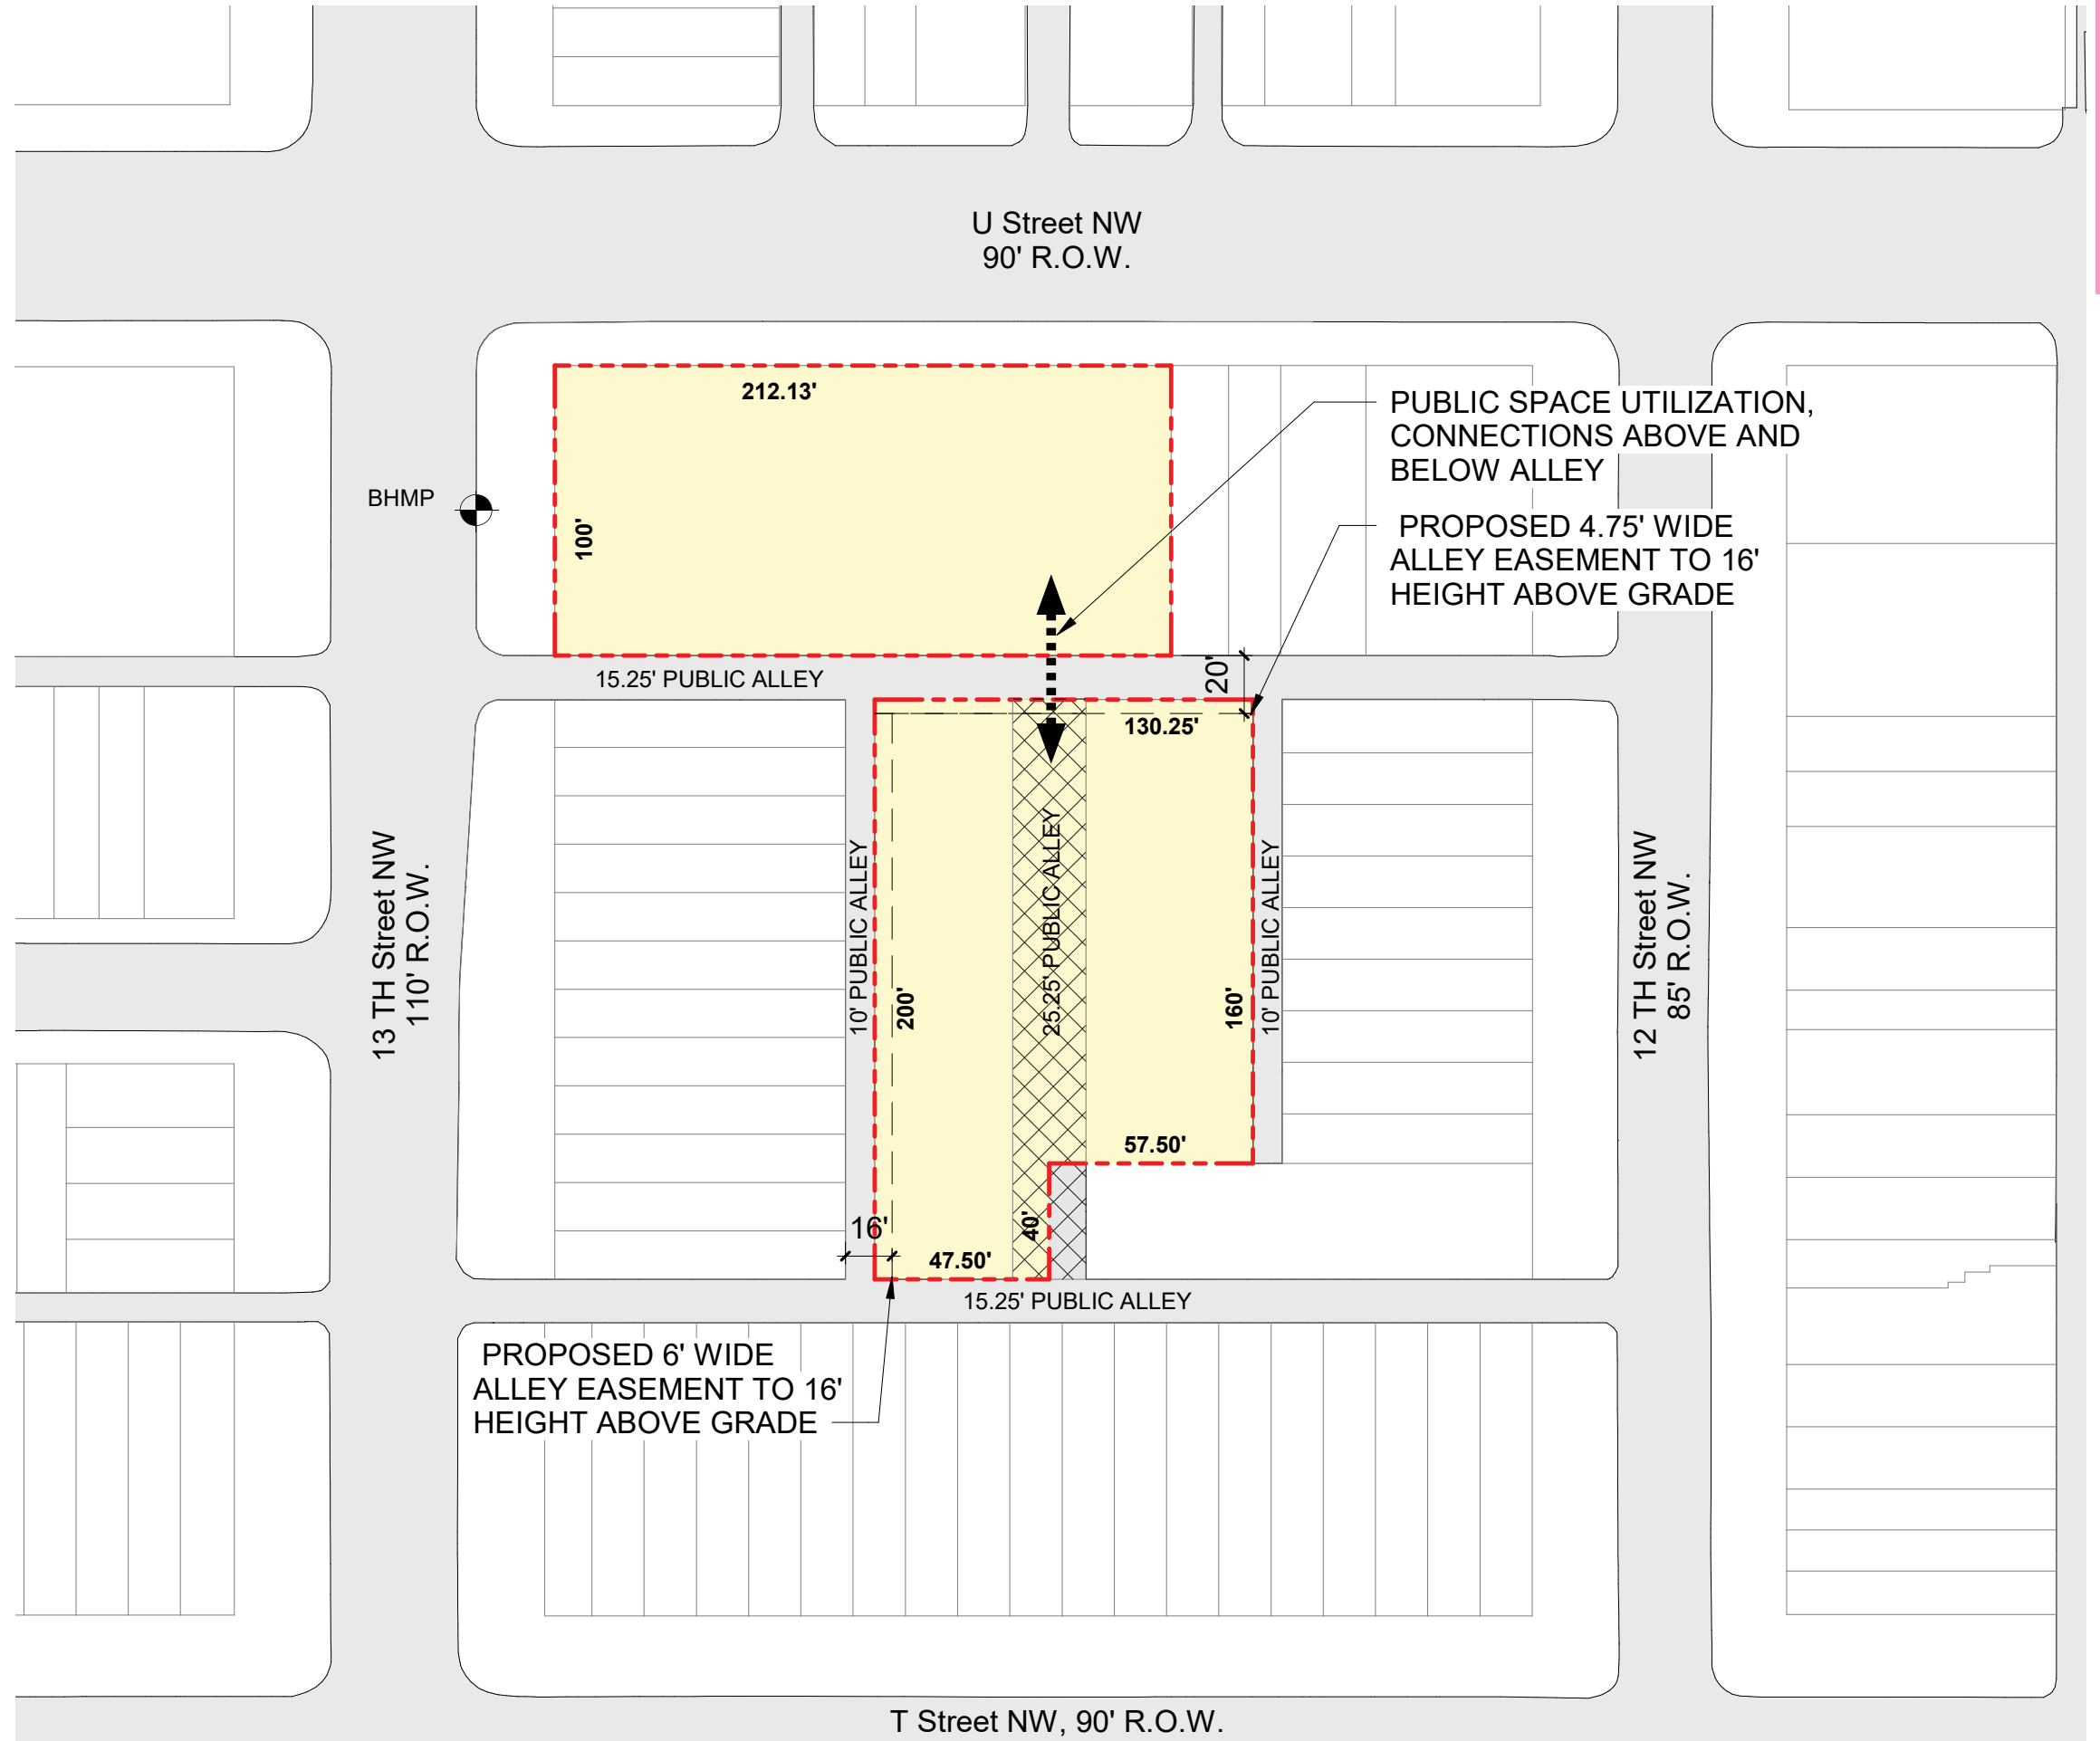 U Street NW
90' R.O.W.
212.13'
PUBLIC SPACE UTILIZATION,
CONNECTIONS ABOVE AND
BELOW ALLEY
BHMP
100'
PROPOSED 4.75' WIDE
ALLEY EASEMENT TO 16'
HEIGHT ABOVE GRADE
15.25' PUBLIC ALLEY
20'
130.25'
13 TH Street NW
110' R.O.W.
10' PUBLIC ALLEY
200'
25.25' PUBLIC ALLEY
160'
10' PUBLIC ALLEY
12 TH Street NW
85' R.O.W.
57.50'
16'
40'
47.50'
15.25' PUBLIC ALLEY
PROPOSED 6' WIDE
ALLEY EASEMENT TO 16'
HEIGHT ABOVE GRADE
T Street NW, 90' R.O.W.